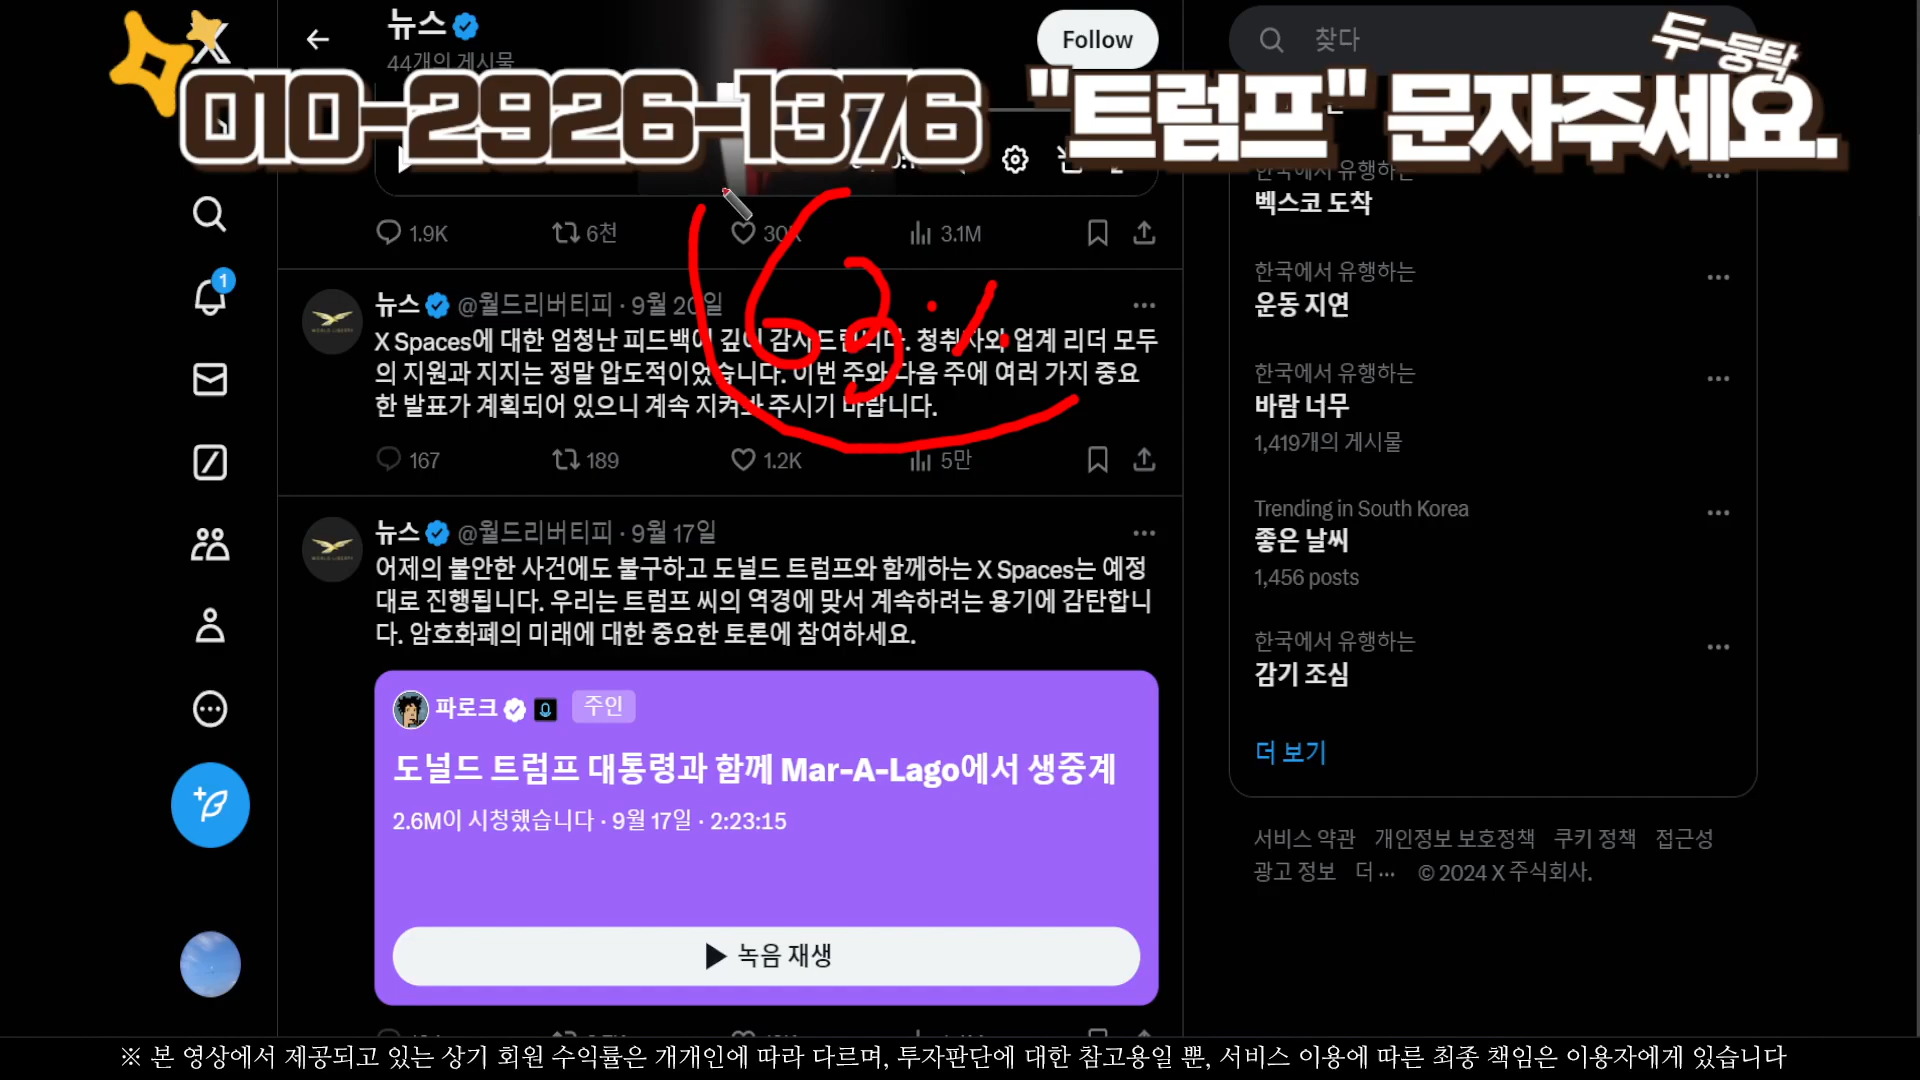 뉴스
44개의 게시물
Follow
찾다
두-둥탁
010-2926-1376 "트럼프" 문자주세요.
1.9K 6천 30K 3.1M
뉴스 @월드리버티피 · 9월 20일
X Spaces에 대한 엄청난 피드백에 깊이 감사드립니다. 청취자와 업계 리더 모두
의 지원과 지지는 정말 압도적이었습니다. 이번 주와 다음 주에 여러 가지 중요
한 발표가 계획되어 있으니 계속 지켜봐 주시기 바랍니다.
63%
167 189 1.2K 5만
뉴스 @월드리버티피 · 9월 17일
어제의 불안한 사건에도 불구하고 도널드 트럼프와 함께하는 X Spaces는 예정
대로 진행됩니다. 우리는 트럼프 씨의 역경에 맞서 계속하려는 용기에 감탄합니
다. 암호화폐의 미래에 대한 중요한 토론에 참여하세요.
파로크 주인
도널드 트럼프 대통령과 함께 Mar-A-Lago에서 생중계
2.6M이 시청했습니다 · 9월 17일 · 2:23:15
녹음 재생
1
한국에서 유행하는
벡스코 도착
한국에서 유행하는
운동 지연
한국에서 유행하는
바람 너무
1,419개의 게시물
Trending in South Korea
좋은 날씨
1,456 posts
한국에서 유행하는
감기 조심
더 보기
서비스 약관 개인정보 보호정책 쿠키 정책 접근성
광고 정보 더 ··· © 2024 X 주식회사.
※ 본 영상에서 제공되고 있는 상기 회원 수익률은 개개인에 따라 다르며, 투자판단에 대한 참고용일 뿐, 서비스 이용에 따른 최종 책임은 이용자에게 있습니다